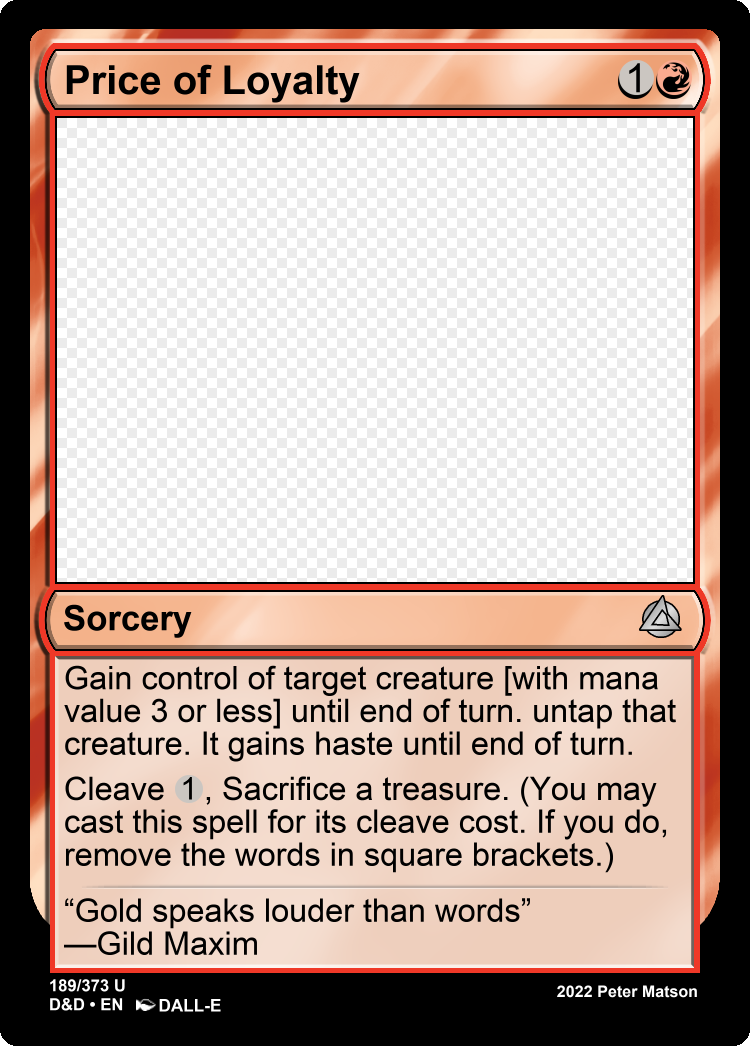 Price of Loyalty 1
Sorcery
Gain control of target creature [with mana
value 3 or less] until end of turn. untap that
creature. It gains haste until end of turn.
Cleave 1, Sacrifice a treasure. (You may
cast this spell for its cleave cost. If you do,
remove the words in square brackets.)
“Gold speaks louder than words”
—Gild Maxim
189/373 U
D&D • EN DALL-E
2022 Peter Matson